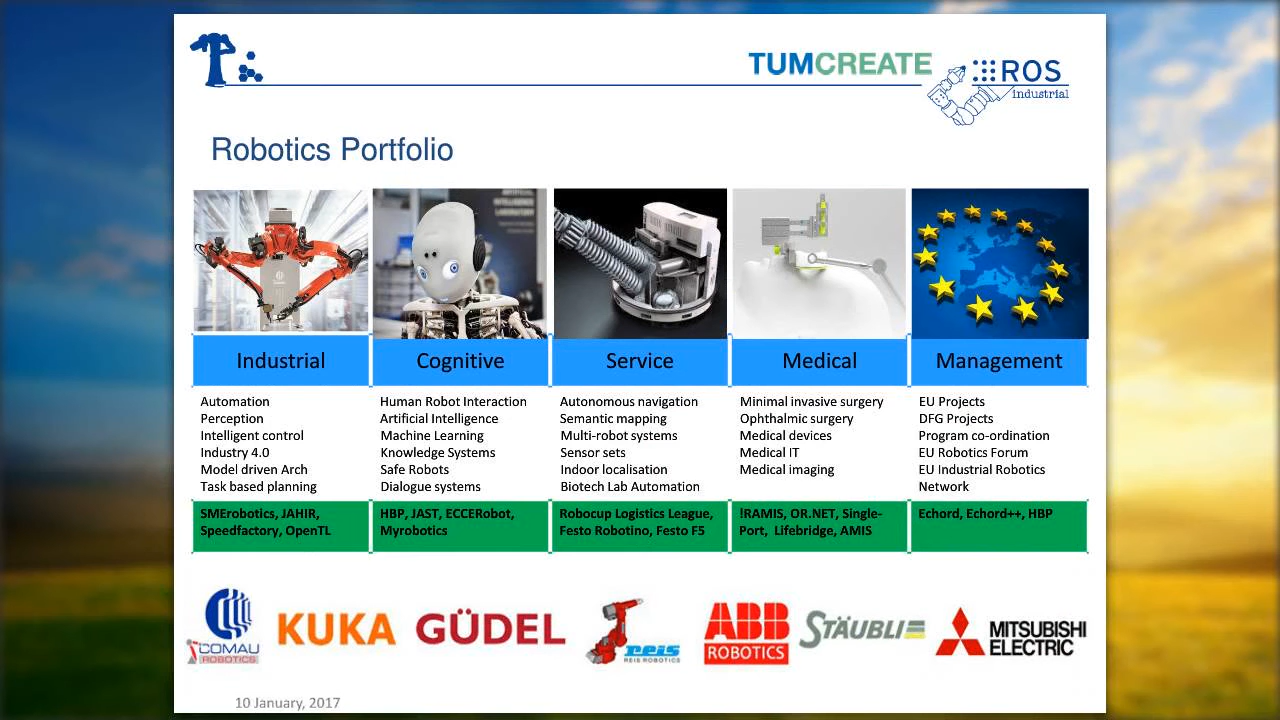 TUMCREATE
ROS
industrial
Robotics Portfolio
Industrial
Cognitive
Service
Medical
Management
Automation
Perception
Intelligent control
Industry 4.0
Model driven Arch
Task based planning
Human Robot Interaction
Artificial Intelligence
Machine Learning
Knowledge Systems
Safe Robots
Dialogue systems
Autonomous navigation
Semantic mapping
Multi-robot systems
Sensor sets
Indoor localisation
Biotech Lab Automation
Minimal invasive surgery
Ophthalmic surgery
Medical devices
Medical IT
Medical imaging
EU Projects
DFG Projects
Program co-ordination
EU Robotics Forum
EU Industrial Robotics
Network
SMErobotics, JAHIR,
Speedfactory, OpenTL
HBP, JAST, ECCERobot,
Myrobotics
Robocup Logistics League,
Festo Robotino, Festo F5
!RAMIS, OR.NET, Single-
Port, Lifebridge, AMIS
Echord, Echord++, HBP
COMAU
ROBOTICS
KUKA
GÜDEL
reis
REIS ROBOTICS
ABB
ROBOTICS
STÄUBLI
MITSUBISHI
ELECTRIC
10 January, 2017